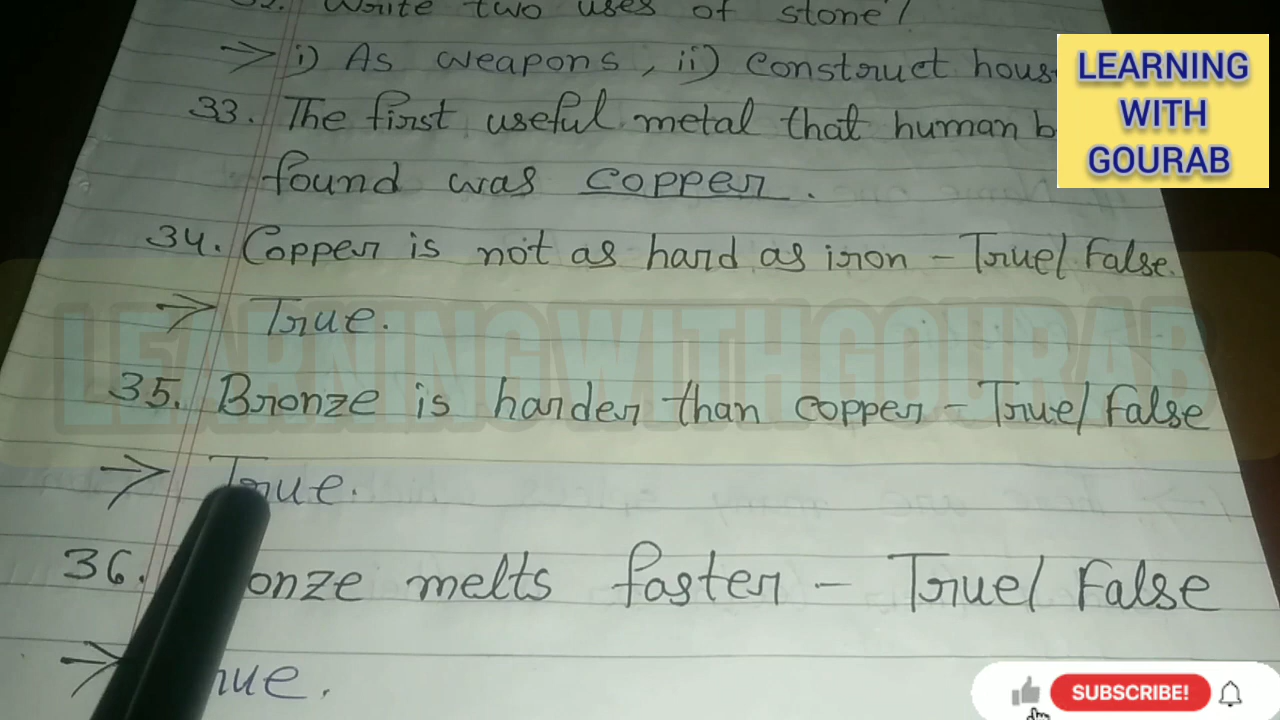 Write two uses of stone?
→ i) As weapons, ii) Construct hous
33. The first useful metal that human b
found was copper.
34. Copper is not as hard as iron - True/False.
→ True.
35. Bronze is harder than copper - True/False
→ True.
36. onze melts faster - True/False
→ rue.
LEARNING
WITH
GOURAB
LEARNINGWITHGOURAB
SUBSCRIBE!